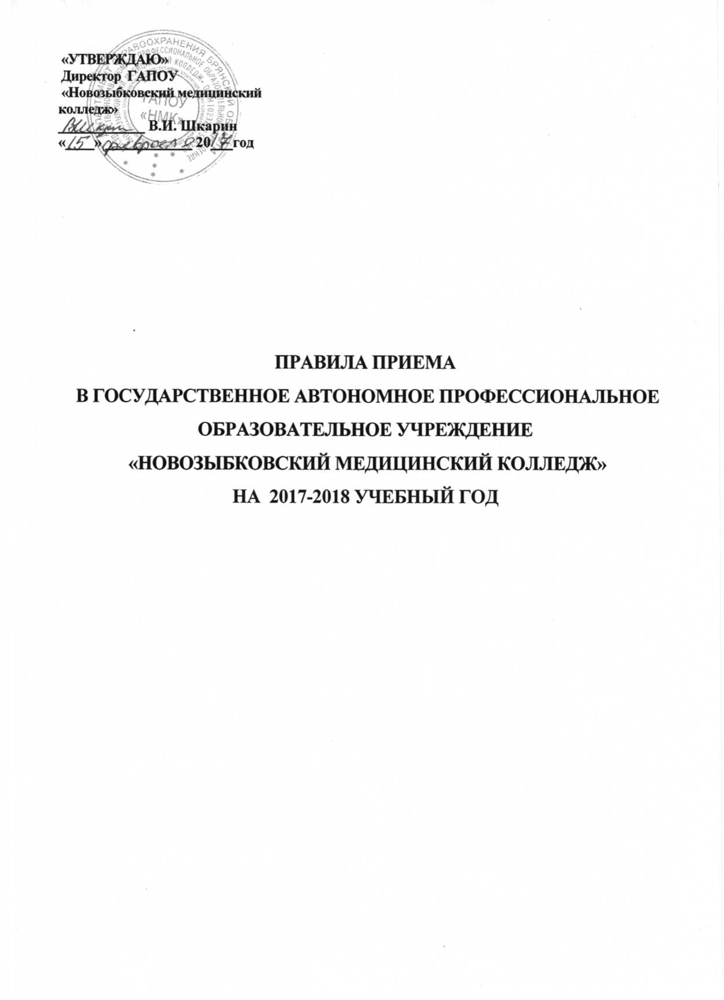 «УТВЕРЖДАЮ»
Директор ГАПОУ
«Новозыбковский медицинский
колледж»
В.И. Шкарин
«15» февраля 2017 год
ГАПОУ
«НМК»
ПРАВИЛА ПРИЕМА
В ГОСУДАРСТВЕННОЕ АВТОНОМНОЕ ПРОФЕССИОНАЛЬНОЕ
ОБРАЗОВАТЕЛЬНОЕ УЧРЕЖДЕНИЕ
«НОВОЗЫБКОВСКИЙ МЕДИЦИНСКИЙ КОЛЛЕДЖ»
НА 2017-2018 УЧЕБНЫЙ ГОД